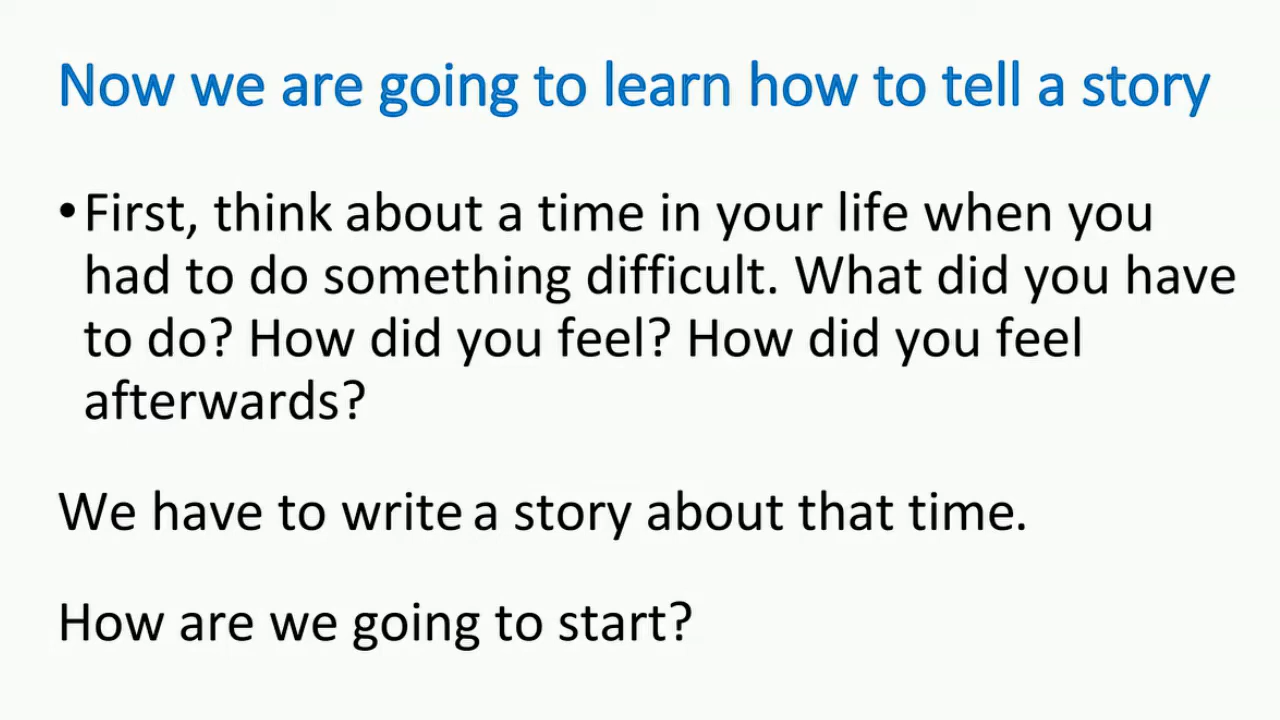 Now we are going to learn how to tell a story
•First, think about a time in your life when you
had to do something difficult. What did you have
to do? How did you feel? How did you feel
afterwards?
We have to write a story about that time.
How are we going to start?